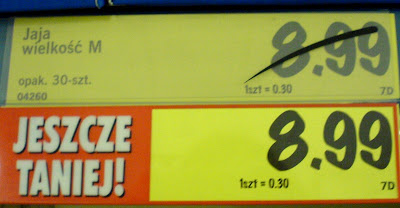 Jaja
wielkość M
8.99
opak. 30-szt.
1szt = 0.30
04260
7D
JESZCZE
TANIEJ!
8.99
1szt = 0.30
7D